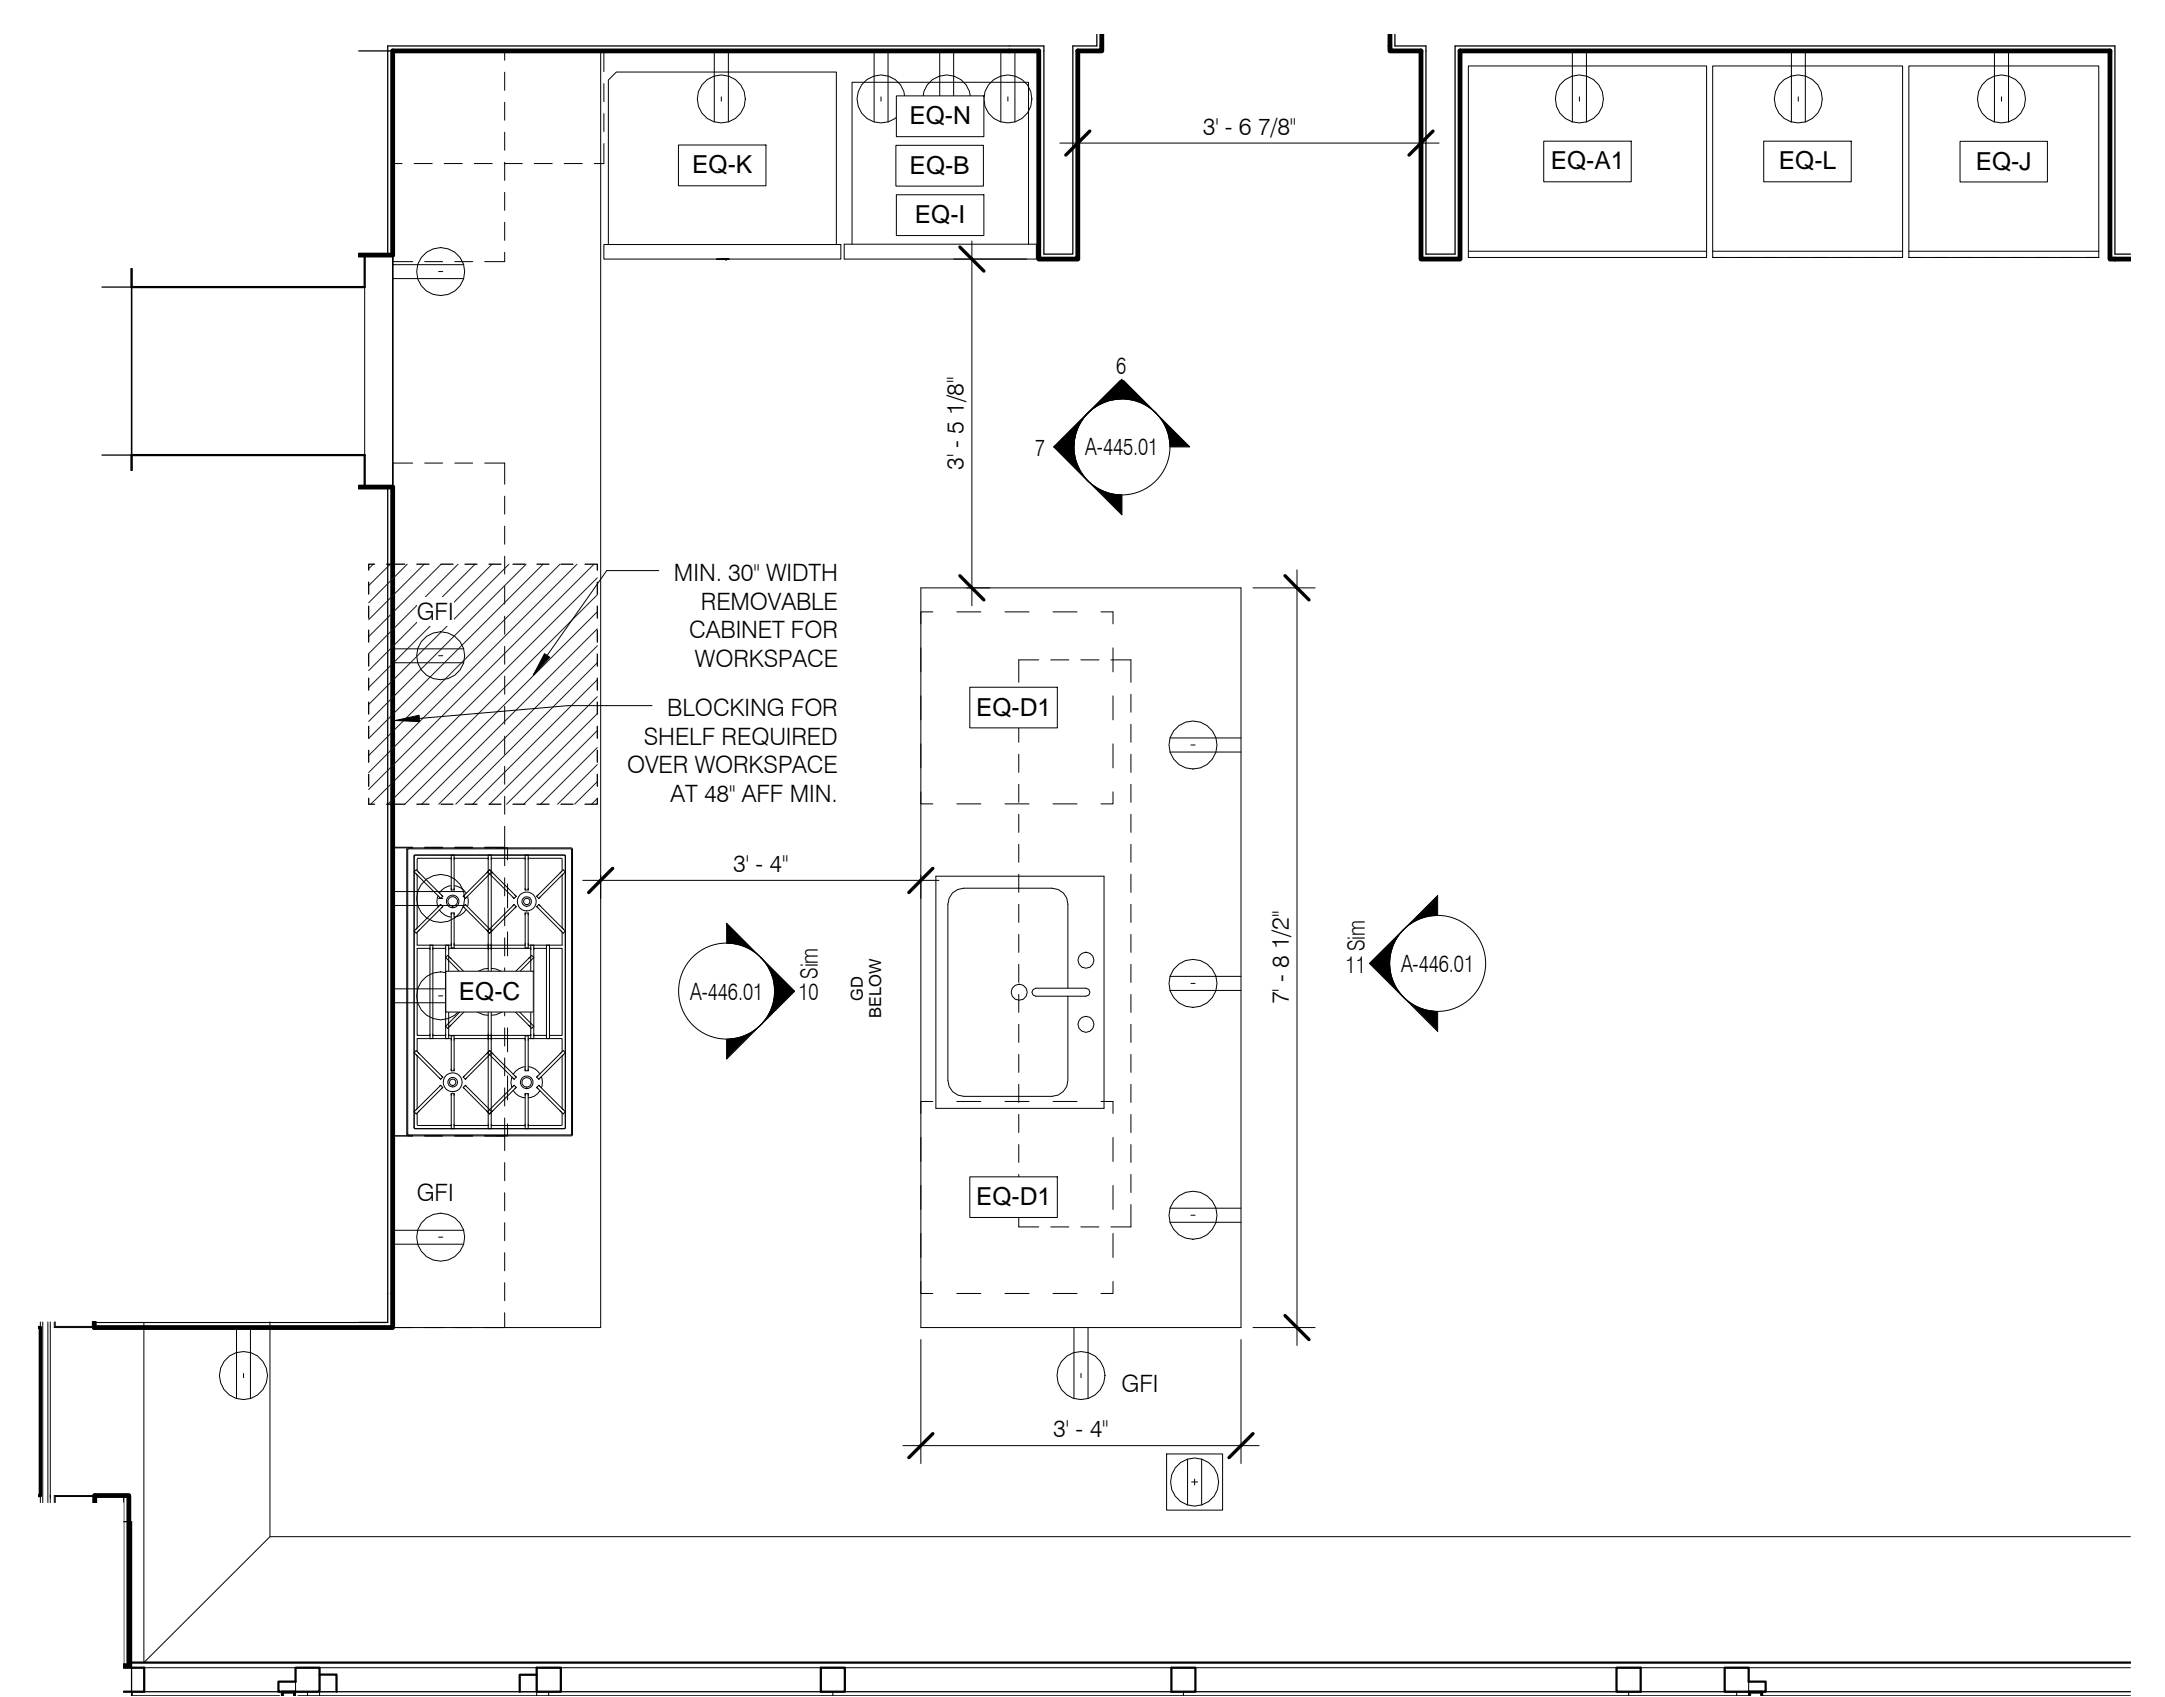 EQ-K
EQ-N
EQ-B
EQ-I
3' - 6 7/8"
EQ-A1
EQ-L
EQ-J
3' - 5 1/8"
6
7
A-445.01
MIN. 30" WIDTH
REMOVABLE
CABINET FOR
WORKSPACE
GFI
BLOCKING FOR
SHELF REQUIRED
OVER WORKSPACE
AT 48" AFF MIN.
EQ-D1
3' - 4"
EQ-C
A-446.01
10 Sim
GD
BELOW
7' - 8 1/2"
11 Sim
A-446.01
GFI
EQ-D1
GFI
3' - 4"